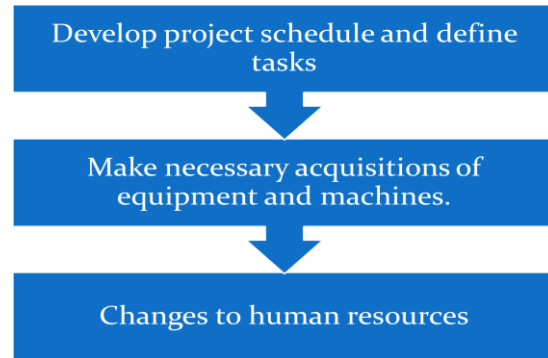 Develop project schedule and define
tasks
Make necessary acquisitions of
equipment and machines.
Changes to human resources